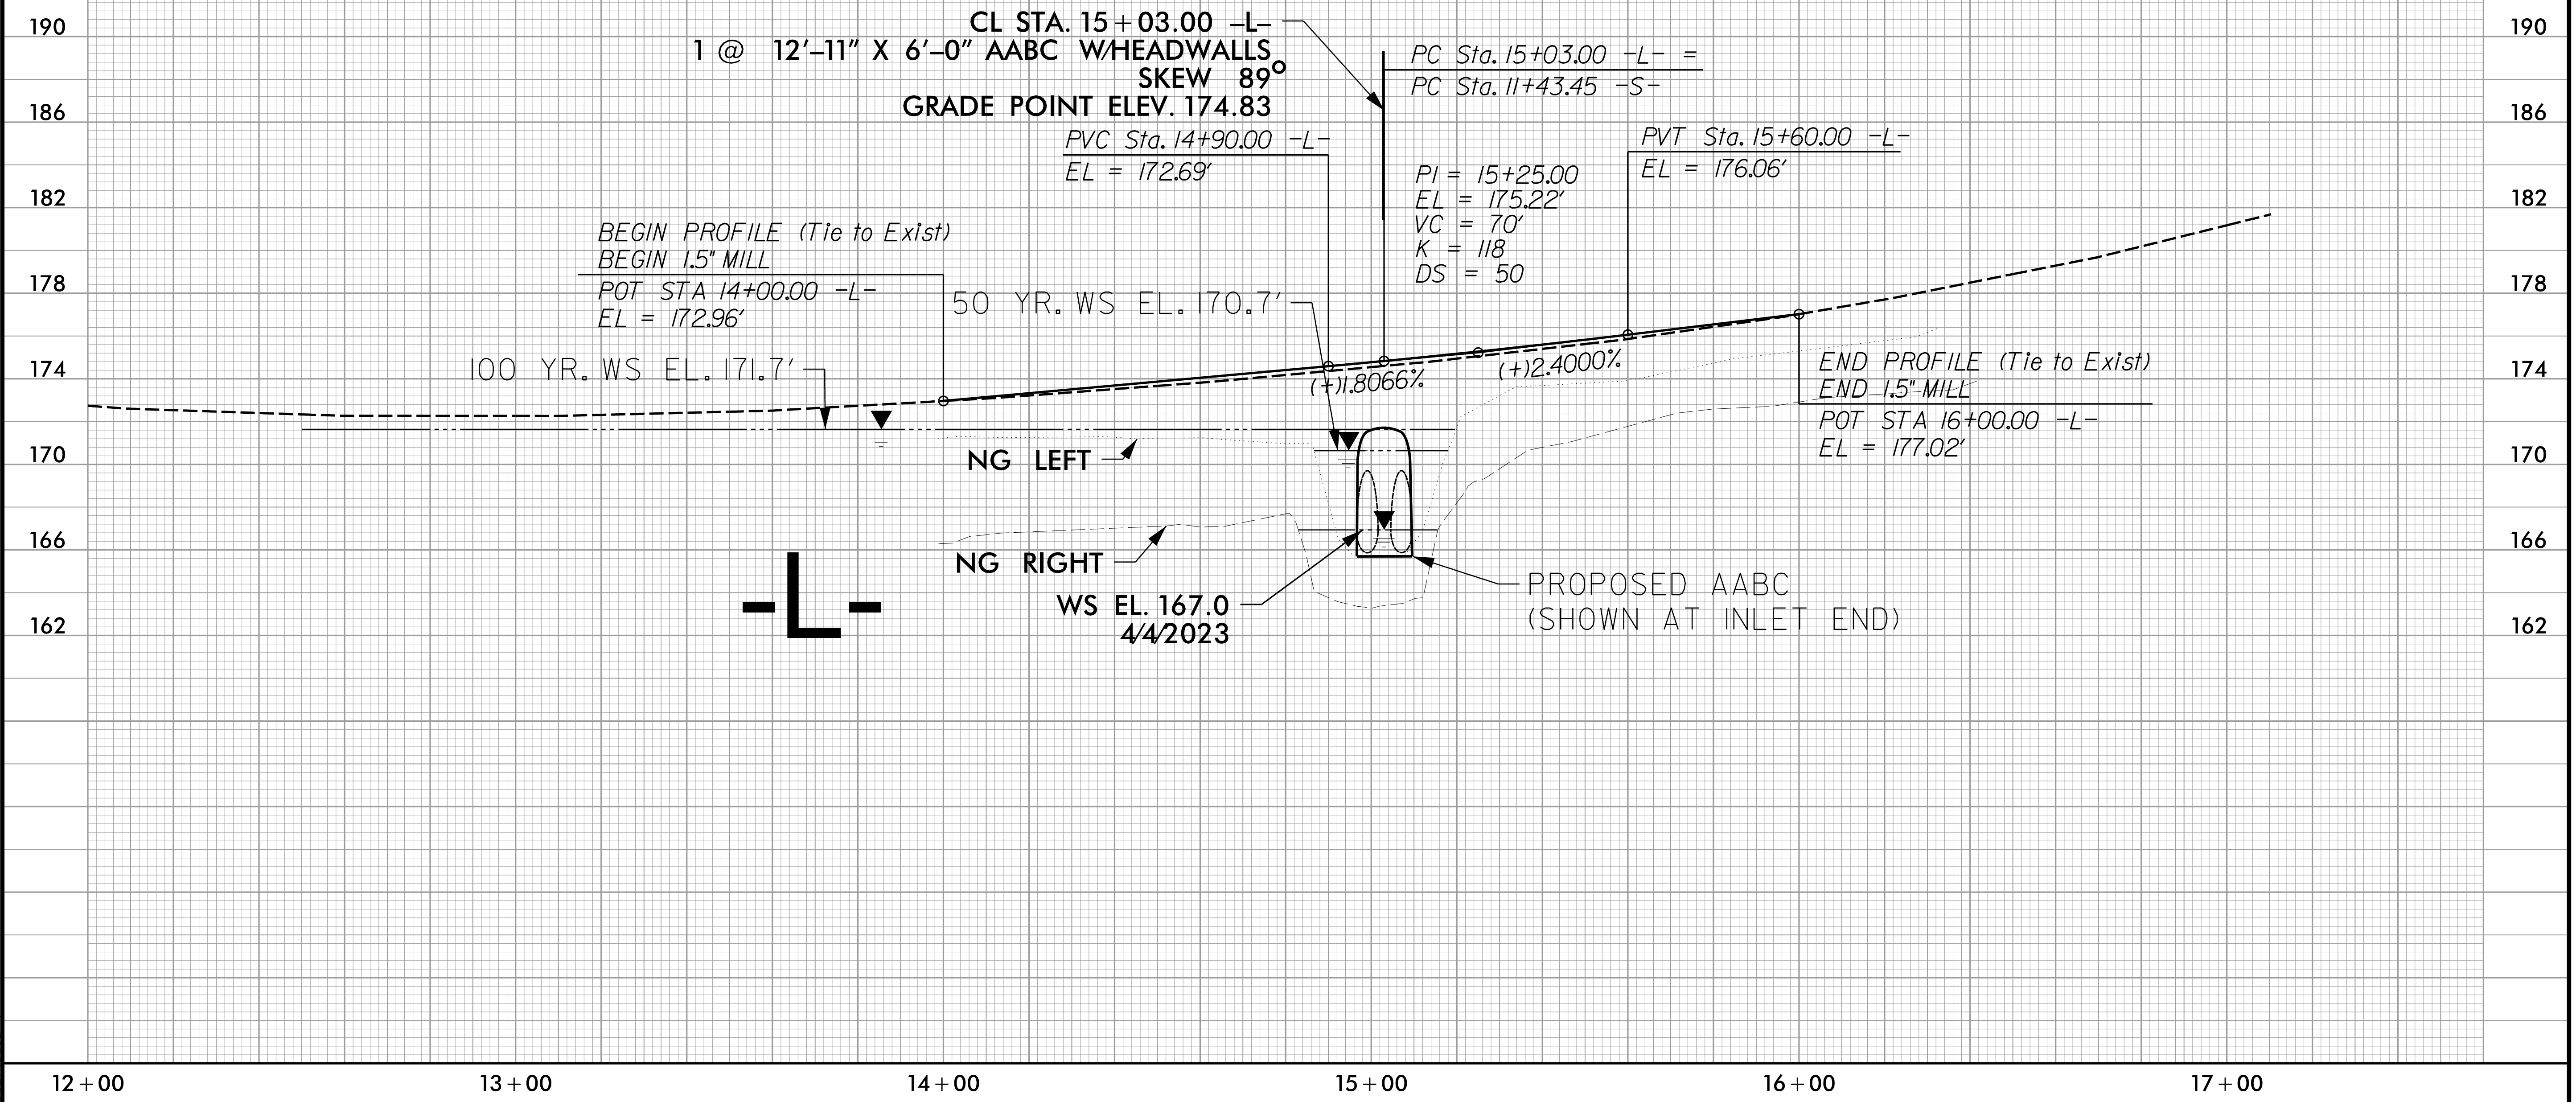 190
186
182
178
174
170
166
162
CL STA. 15+03.00 -L-
1 @ 12'-11" X 6'-0" AABC W/HEADWALLS
SKEW 89°
GRADE POINT ELEV. 174.83
PC Sta. 15+03.00 -L- =
PC Sta. 11+43.45 -S-
PVC Sta. 14+90.00 -L-
EL = 172.69'
PVT Sta. 15+60.00 -L-
EL = 176.06'
PI = 15+25.00
EL = 175.22'
VC = 70'
K = 118
DS = 50
BEGIN PROFILE (Tie to Exist)
BEGIN 1.5" MILL
POT STA 14+00.00 -L-
EL = 172.96'
50 YR. WS EL. 170.7'
100 YR. WS EL. 171.7'
(+)1.8066%
(+)2.4000%
END PROFILE (Tie to Exist)
END 1.5" MILL
POT STA 16+00.00 -L-
EL = 177.02'
NG LEFT
NG RIGHT
WS EL. 167.0
4/4/2023
PROPOSED AABC
(SHOWN AT INLET END)
-L-
190
186
182
178
174
170
166
162
12+00
13+00
14+00
15+00
16+00
17+00